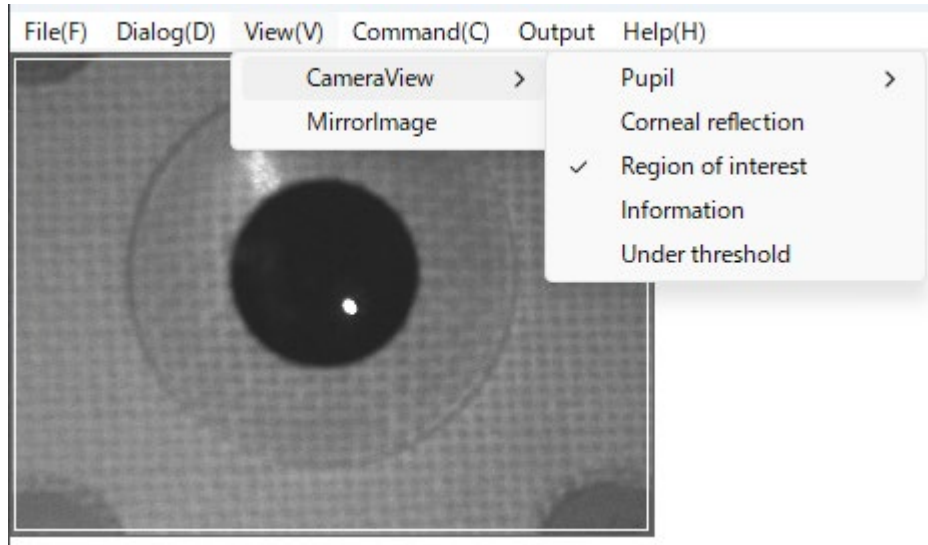 File(F) Dialog(D) View(V) Command(C) Output Help(H)
CameraView
MirrorImage
Pupil
Corneal reflection
Region of interest
Information
Under threshold